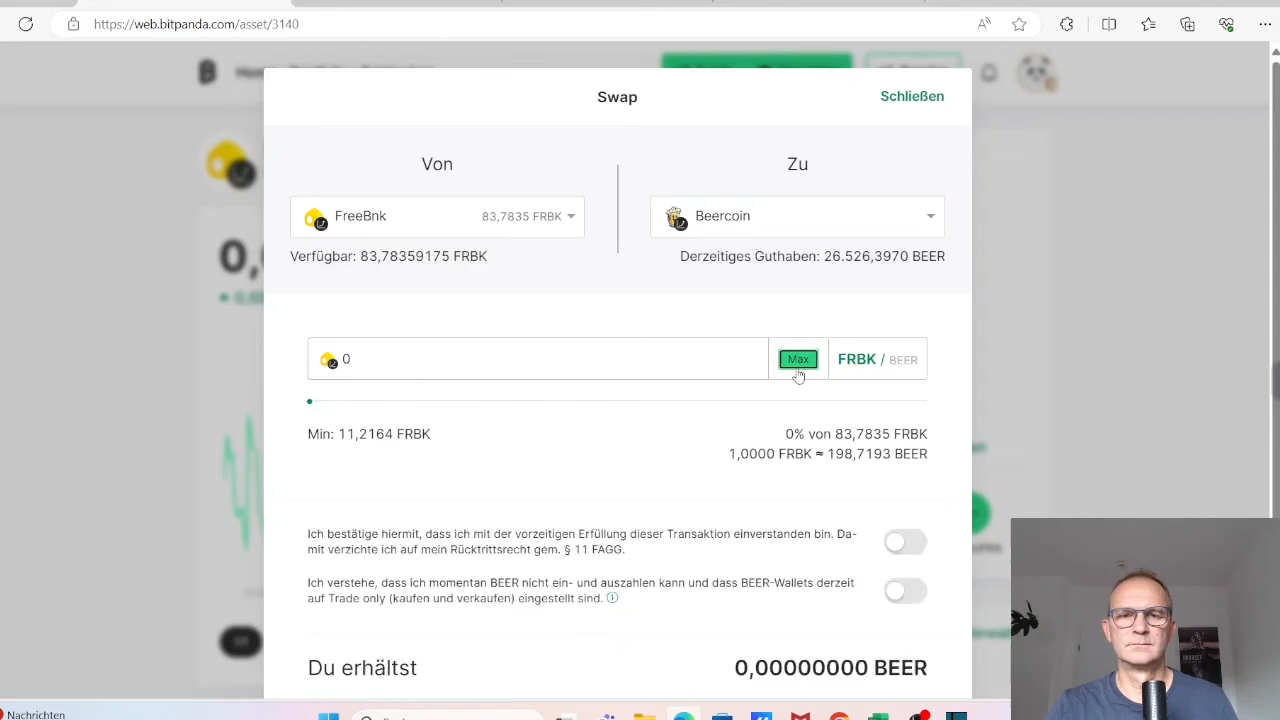 https://web.bitpanda.com/asset/3140
Swap
Schließen
Von
Zu
FreeBnk
83,7835 FRBK
Beercoin
Verfügbar: 83,78359175 FRBK
Derzeitiges Guthaben: 26.526,3970 BEER
0
Max
FRBK / BEER
Min: 11,2164 FRBK
0% von 83,7835 FRBK
1,0000 FRBK ≈ 198,7193 BEER
Ich bestätige hiermit, dass ich mit der vorzeitigen Erfüllung dieser Transaktion einverstanden bin. Da-
mit verzichte ich auf mein Rücktrittsrecht gem. § 11 FAGG.
Ich verstehe, dass ich momentan BEER nicht ein- und auszahlen kann und dass BEER-Wallets derzeit
auf Trade only (kaufen und verkaufen) eingestellt sind.
Du erhältst
0,00000000 BEER
Nachrichten